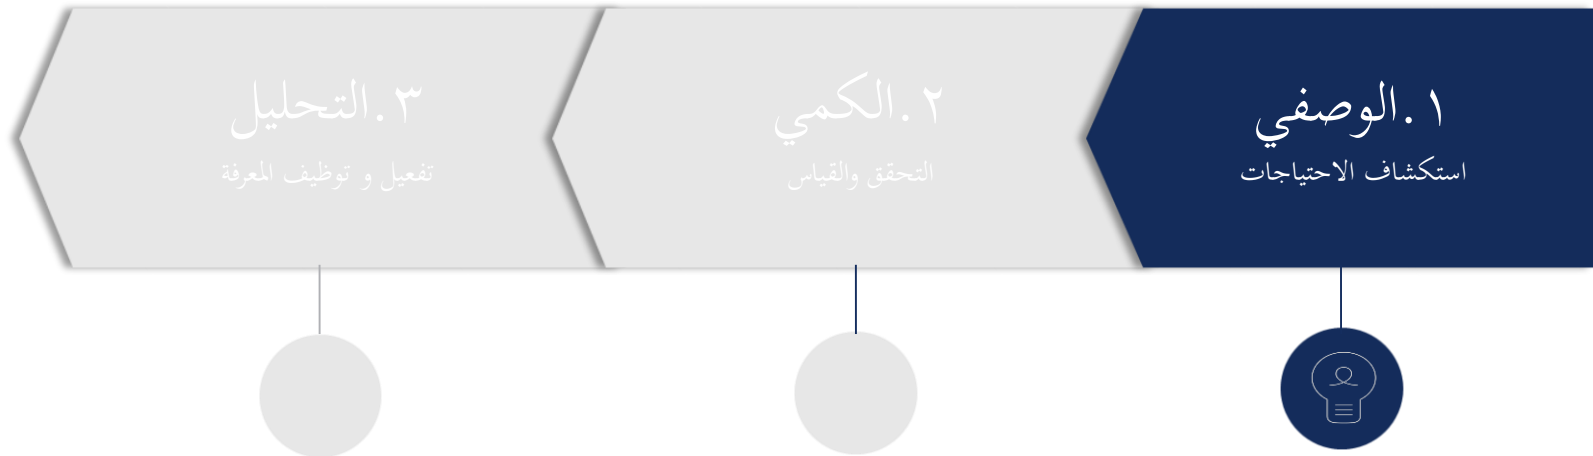 ١.الوصفي
استكشاف الاحتياجات
٢.الكمي
التحقق والقياس
٣.التحليل
تفعيل و توظيف المعرفة